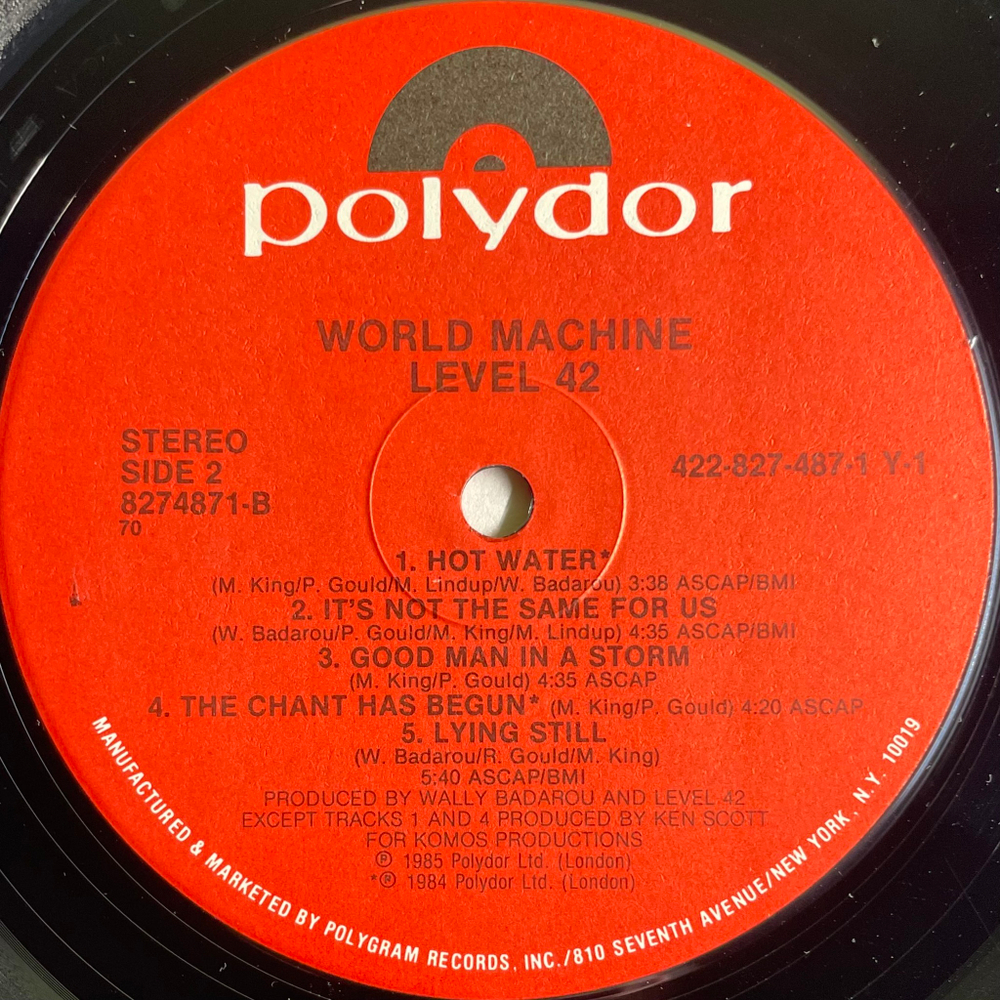 polydor
WORLD MACHINE
LEVEL 42
STEREO
SIDE 2
8274871-B
70
422-827-487-1 Y-1
1. HOT WATER*
(M. King/P. Gould/M. Lindup/W. Badarou) 3:38 ASCAP/BMI
2. IT'S NOT THE SAME FOR US
(W. Badarou/P. Gould/M. King/M. Lindup) 4:35 ASCAP/BMI
3. GOOD MAN IN A STORM
(M. King/P. Gould) 4:35 ASCAP
4. THE CHANT HAS BEGUN* (M. King/P. Gould) 4:20 ASCAP
5. LYING STILL
(W. Badarou/R. Gould/M. King)
5:40 ASCAP/BMI
PRODUCED BY WALLY BADAROU AND LEVEL 42
EXCEPT TRACKS 1 AND 4 PRODUCED BY KEN SCOTT
FOR KOMOS PRODUCTIONS
℗ 1985 Polydor Ltd. (London)
*℗ 1984 Polydor Ltd. (London)
MANUFACTURED & MARKETED BY POLYGRAM RECORDS, INC./810 SEVENTH AVENUE/NEW YORK, N.Y. 10019